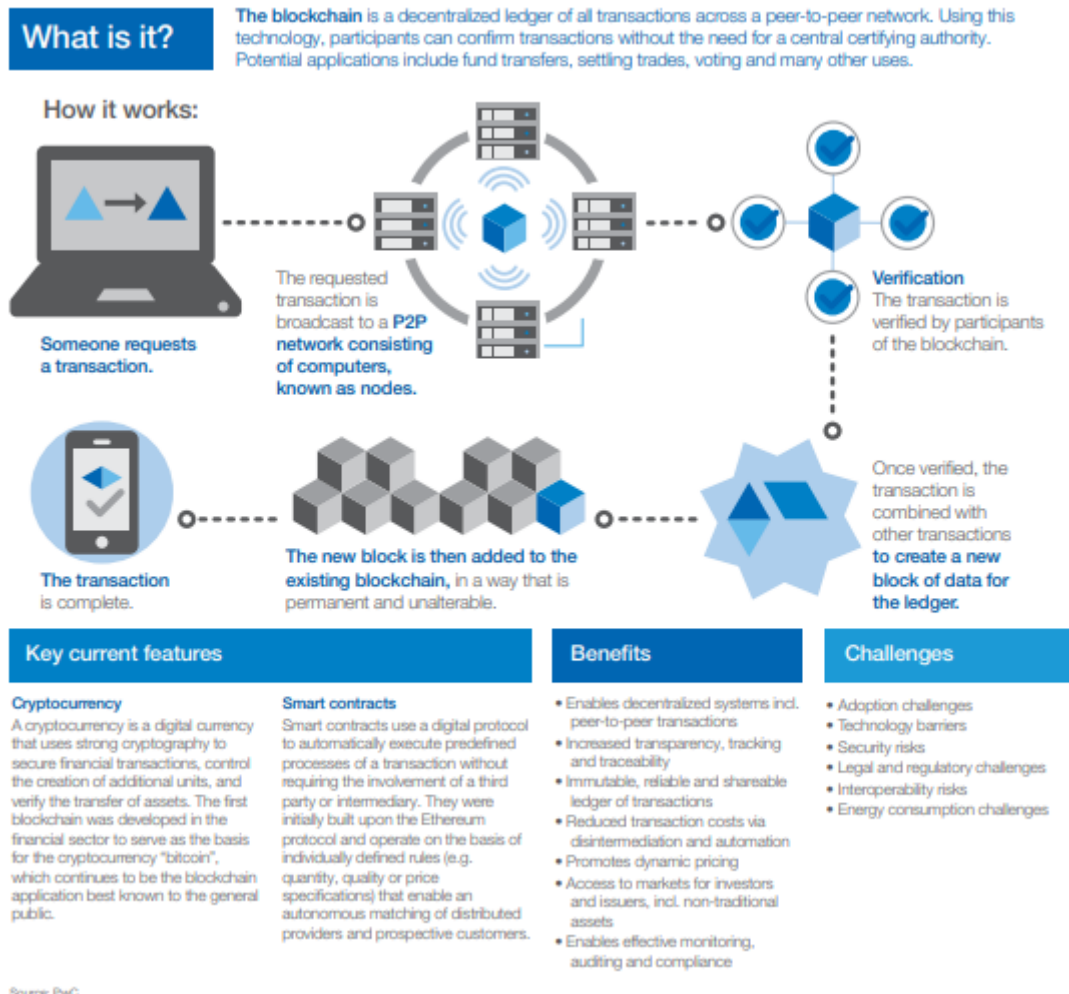 What is it?
The blockchain is a decentralized ledger of all transactions across a peer-to-peer network. Using this
technology, participants can confirm transactions without the need for a central certifying authority.
Potential applications include fund transfers, settling trades, voting and many other uses.
How it works:
Someone requests
a transaction.
The requested
transaction is
broadcast to a P2P
network consisting
of computers,
known as nodes.
Verification
The transaction is
verified by participants
of the blockchain.
Once verified, the
transaction is
combined with
other transactions
to create a new
block of data for
the ledger.
The new block is then added to the
existing blockchain, in a way that is
permanent and unalterable.
The transaction
is complete.
Key current features
Cryptocurrency
A cryptocurrency is a digital currency
that uses strong cryptography to
secure financial transactions, control
the creation of additional units, and
verify the transfer of assets. The first
blockchain was developed in the
financial sector to serve as the basis
for the cryptocurrency "bitcoin",
which continues to be the blockchain
application best known to the general
public.
Smart contracts
Smart contracts use a digital protocol
to automatically execute predefined
processes of a transaction without
requiring the involvement of a third
party or intermediary. They were
initially built upon the Ethereum
protocol and operate on the basis of
individually defined rules (e.g.
quantity, quality or price
specifications) that enable an
autonomous matching of distributed
providers and prospective customers.
Benefits
• Enables decentralized systems incl.
peer-to-peer transactions
• Increased transparency, tracking
and traceability
• Immutable, reliable and shareable
ledger of transactions
• Reduced transaction costs via
disintermediation and automation
• Promotes dynamic pricing
• Access to markets for investors
and issuers, incl. non-traditional
assets
• Enables effective monitoring,
auditing and compliance
Challenges
• Adoption challenges
• Technology barriers
• Security risks
• Legal and regulatory challenges
• Interoperability risks
• Energy consumption challenges
Source: PwC